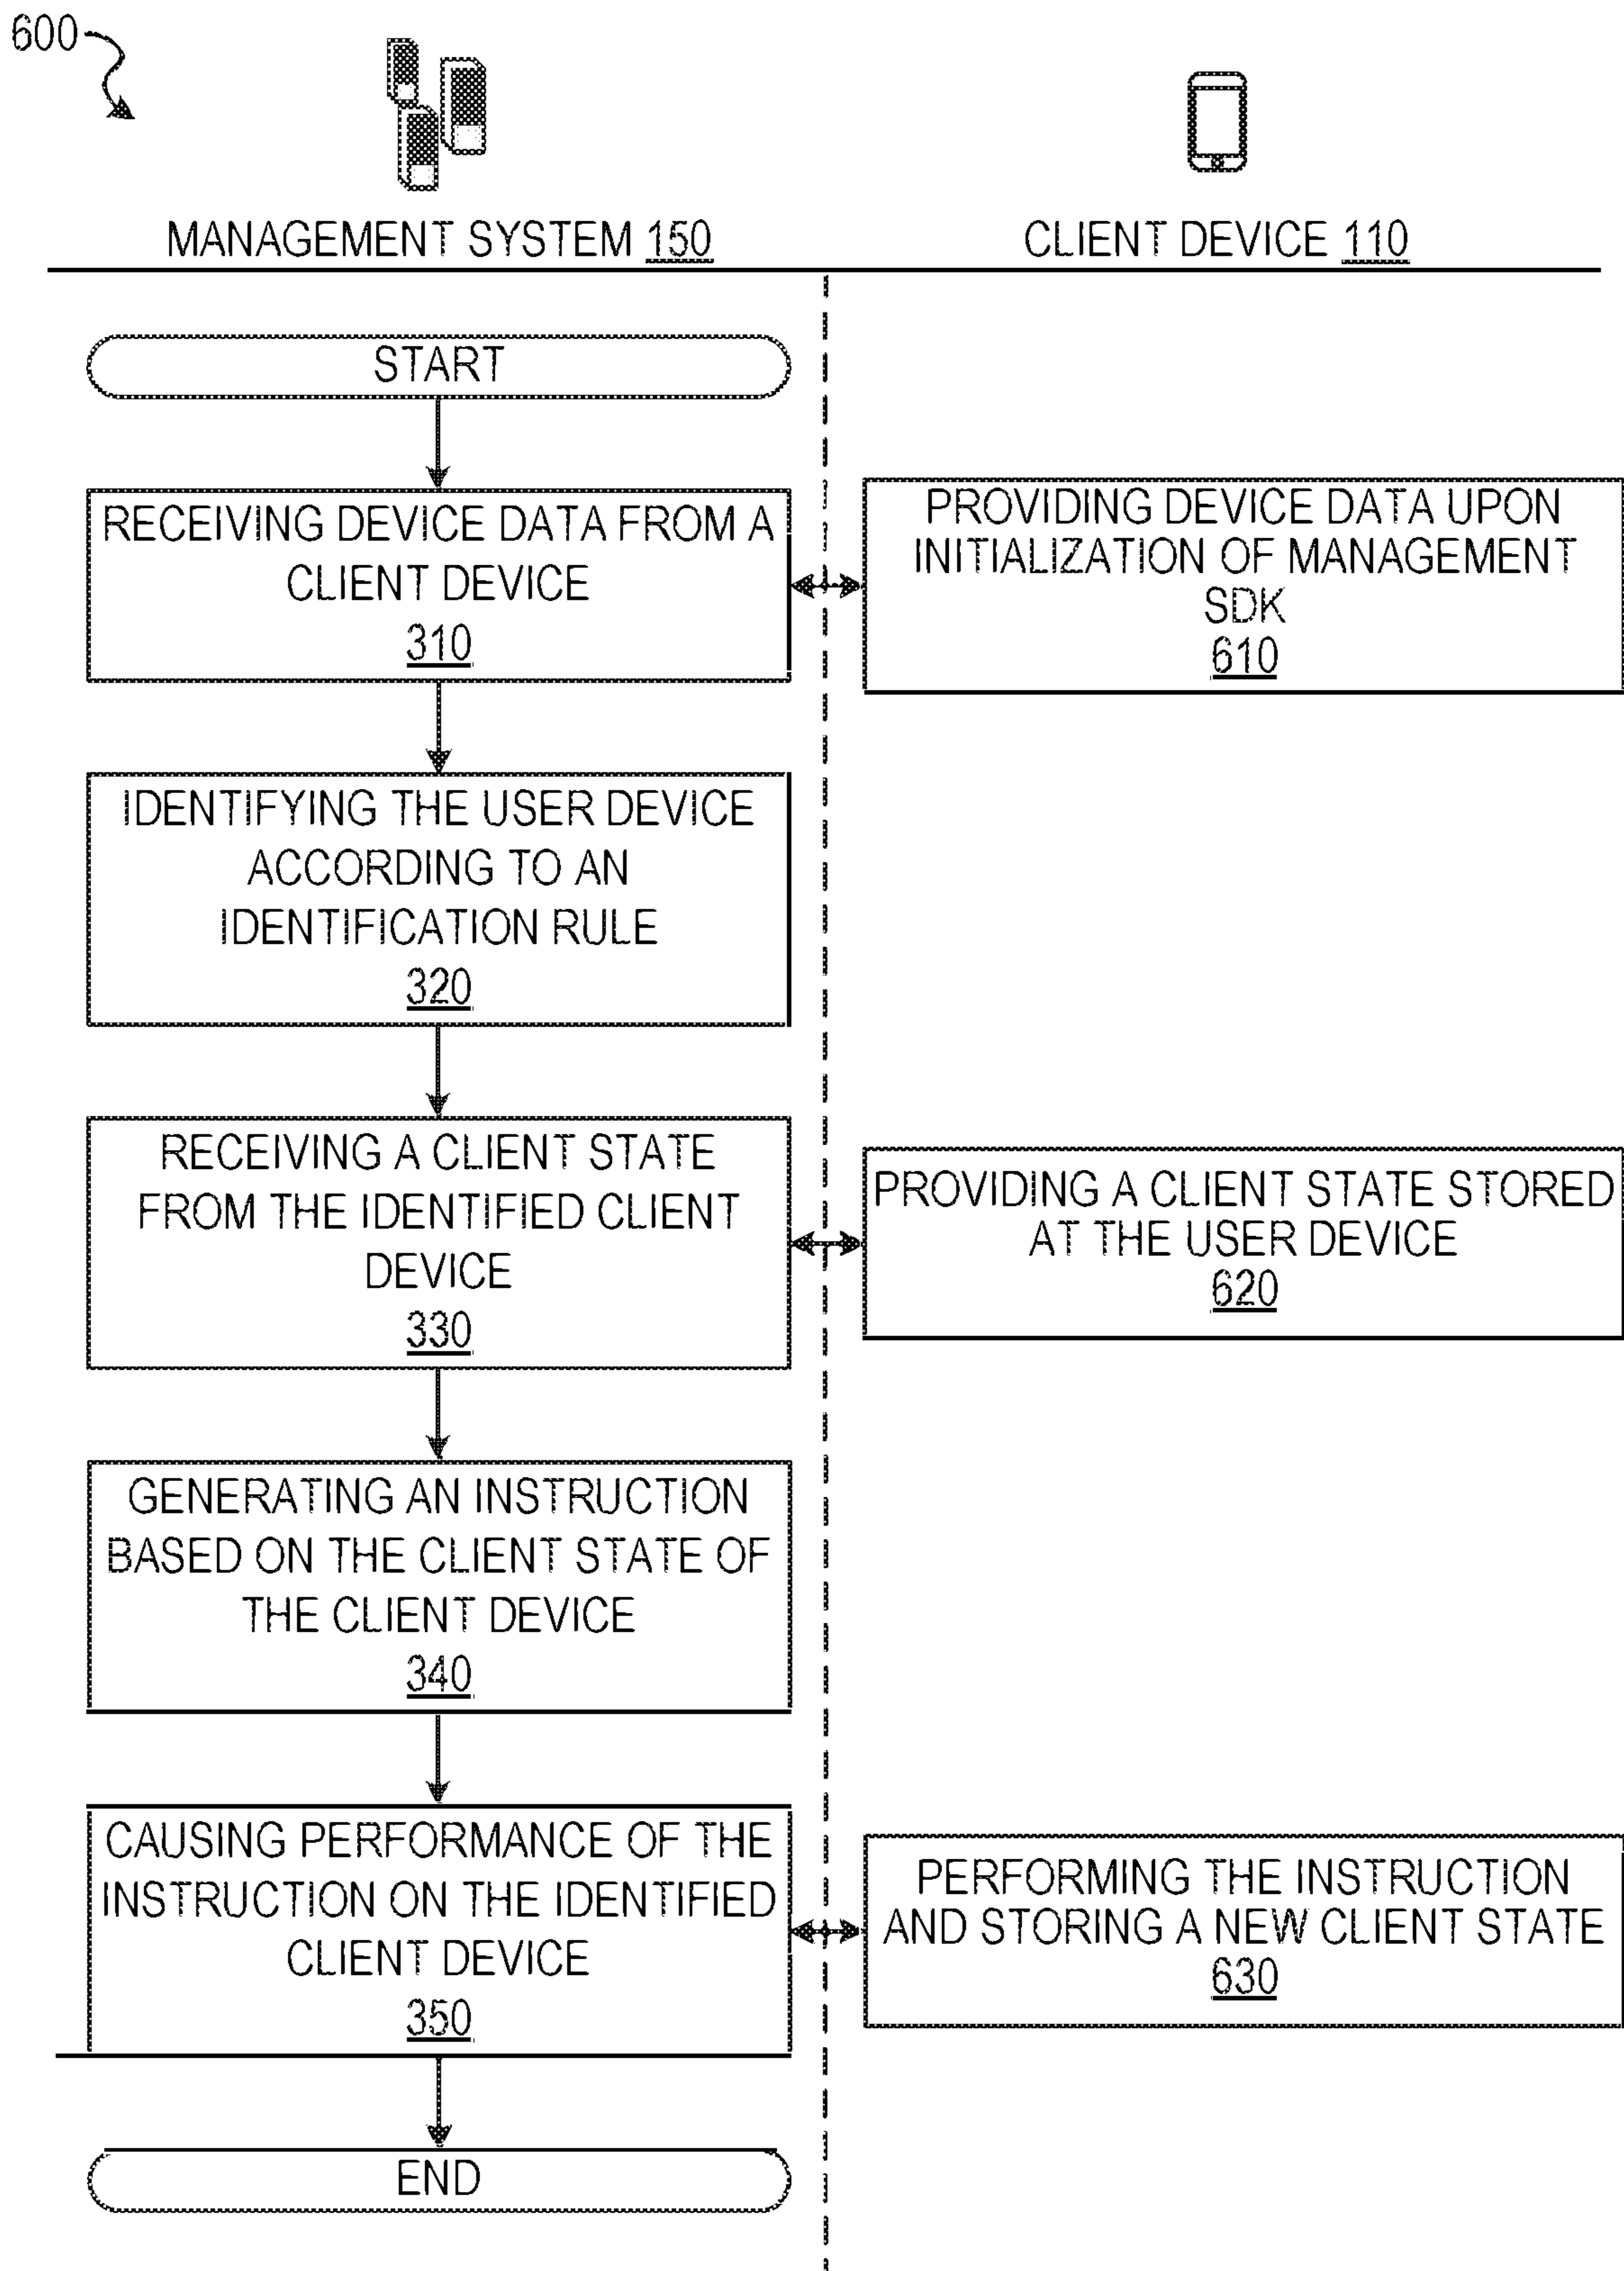 600
MANAGEMENT SYSTEM 150
CLIENT DEVICE 110
START
RECEIVING DEVICE DATA FROM A
CLIENT DEVICE
310
PROVIDING DEVICE DATA UPON
INITIALIZATION OF MANAGEMENT
SDK
610
IDENTIFYING THE USER DEVICE
ACCORDING TO AN
IDENTIFICATION RULE
320
RECEIVING A CLIENT STATE
FROM THE IDENTIFIED CLIENT
DEVICE
330
PROVIDING A CLIENT STATE STORED
AT THE USER DEVICE
620
GENERATING AN INSTRUCTION
BASED ON THE CLIENT STATE OF
THE CLIENT DEVICE
340
CAUSING PERFORMANCE OF THE
INSTRUCTION ON THE IDENTIFIED
CLIENT DEVICE
350
PERFORMING THE INSTRUCTION
AND STORING A NEW CLIENT STATE
630
END